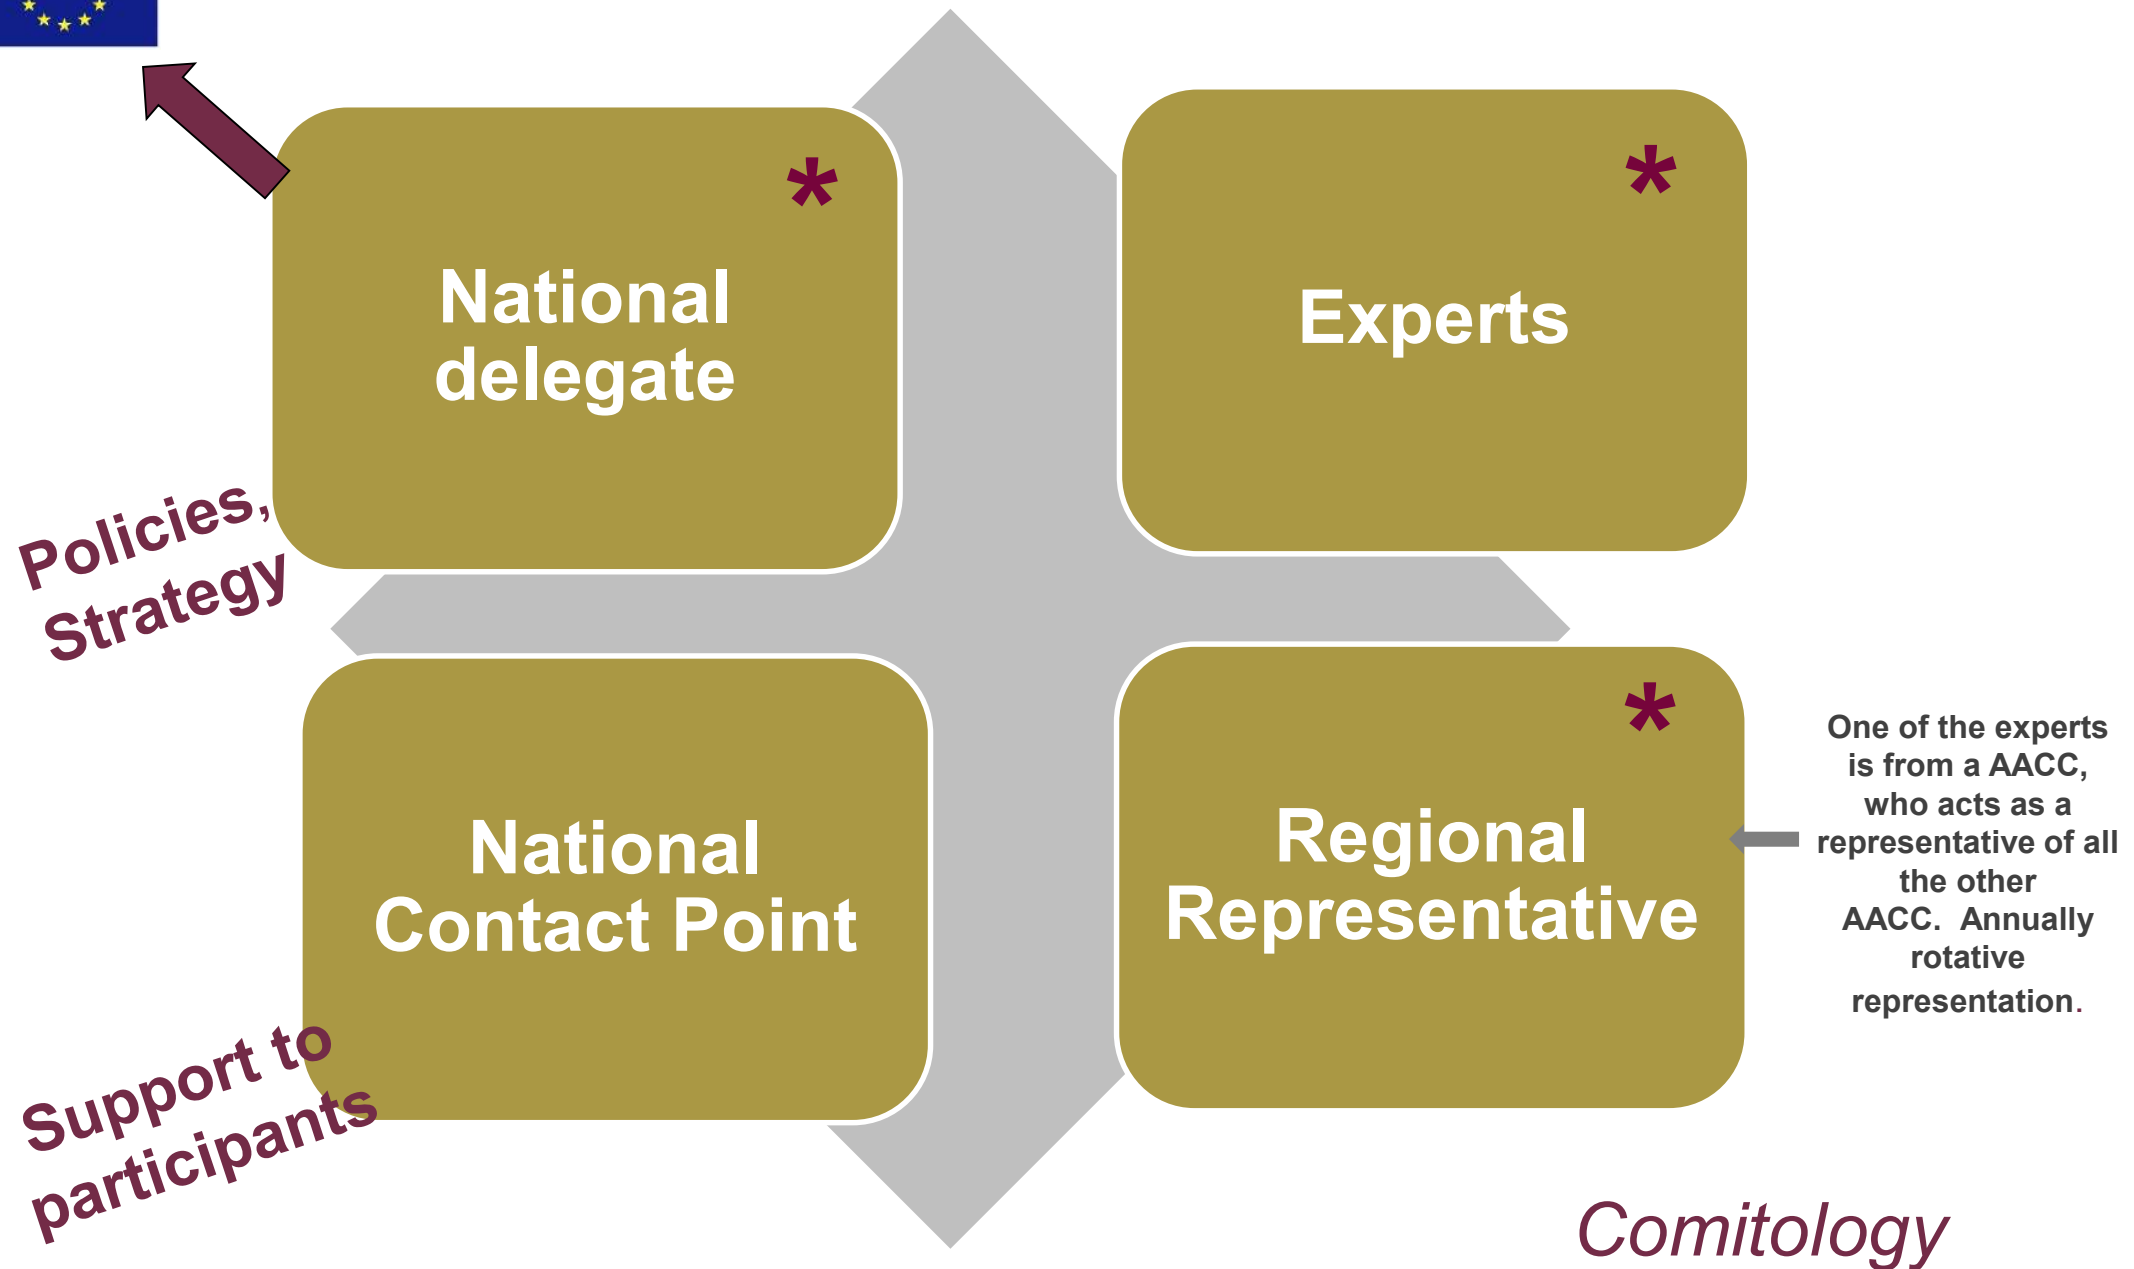 *
National
delegate
*
Experts
Policies,
Strategy
National
Contact Point
*
Regional
Representative
One of the experts
is from a AACC,
who acts as a
representative of all
the other
AACC.  Annually
rotative
representation.
Support to
participants
Comitology